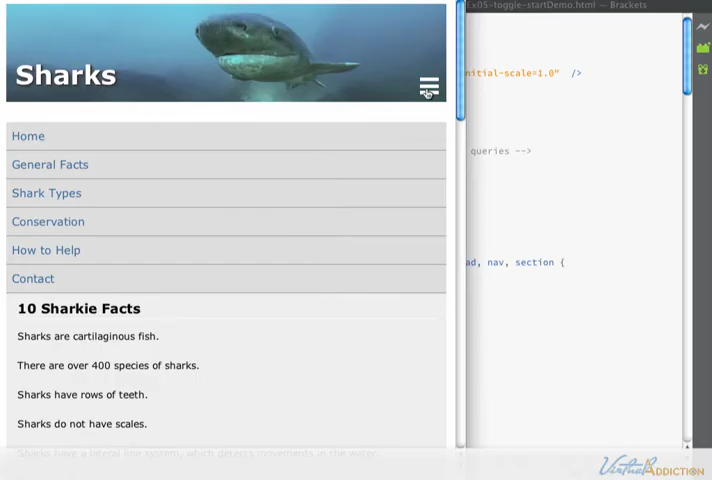 Ex05-toggle-startDemo.html — Brackets
Sharks
nitial-scale=1.0" />
Home
queries -->
General Facts
Shark Types
Conservation
How to Help
ad, nav, section {
Contact
10 Sharkie Facts
Sharks are cartilaginous fish.
There are over 400 species of sharks.
Sharks have rows of teeth.
Sharks do not have scales.
Sharks have a lateral line system, which detects movements in the water.
Virtual ADDICTION